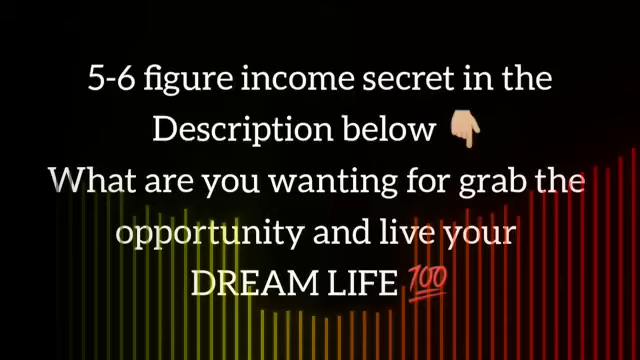 5-6 figure income secret in the
Description below 👇🏼
What are you wanting for grab the
opportunity and live your
DREAM LIFE 💯